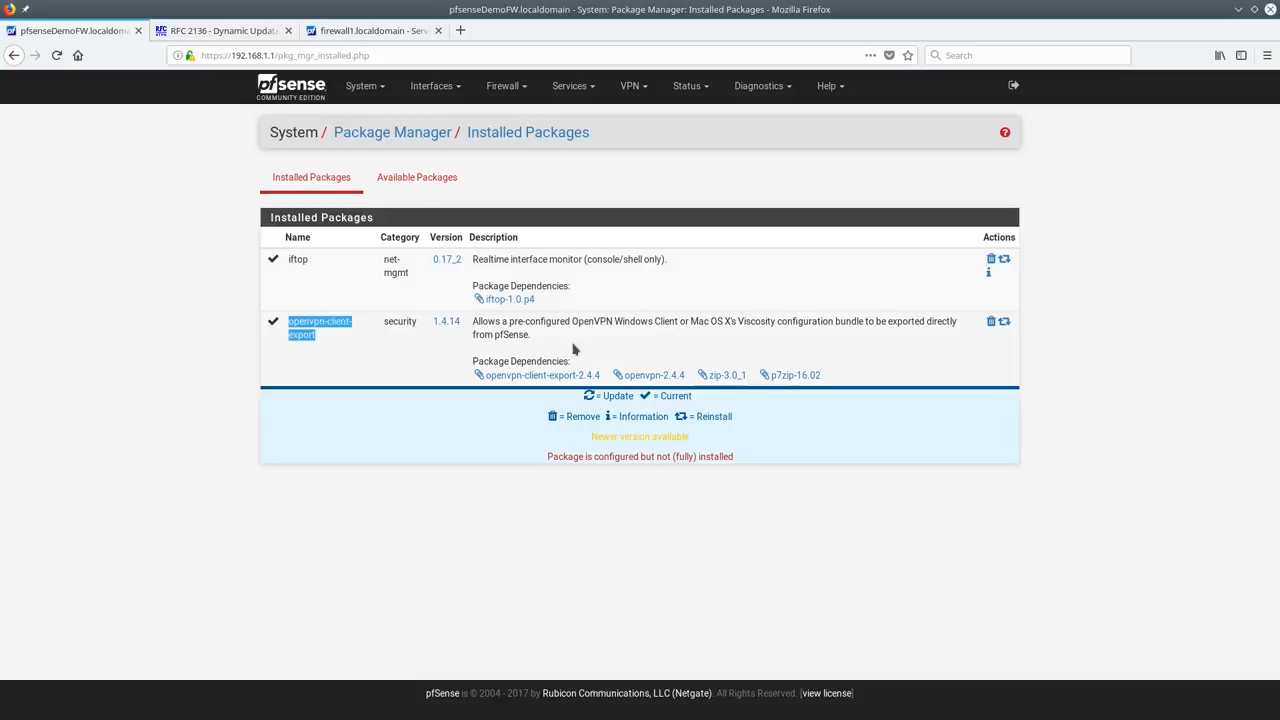 pfsenseDemoFW.localdomain - System: Package Manager: Installed Packages - Mozilla Firefox
pfsenseDemoFW.localdoma
RFC 2136 - Dynamic Update
firewall1.localdomain - Serv
https://192.168.1.1/pkg_mgr_installed.php
Search
pfsense
COMMUNITY EDITION
System Interfaces Firewall Services VPN Status Diagnostics Help
System / Package Manager / Installed Packages
Installed Packages Available Packages
Installed Packages
Name Category Version Description Actions
iftop net-mgmt 0.17_2 Realtime interface monitor (console/shell only).
Package Dependencies:
iftop-1.0.p4
openvpn-client-export security 1.4.14 Allows a pre-configured OpenVPN Windows Client or Mac OS X's Viscosity configuration bundle to be exported directly
from pfSense.
Package Dependencies:
openvpn-client-export-2.4.4 openvpn-2.4.4 zip-3.0_1 p7zip-16.02
= Update = Current
= Remove = Information = Reinstall
Newer version available
Package is configured but not (fully) installed
pfSense is © 2004 - 2017 by Rubicon Communications, LLC (Netgate). All Rights Reserved. [view license]